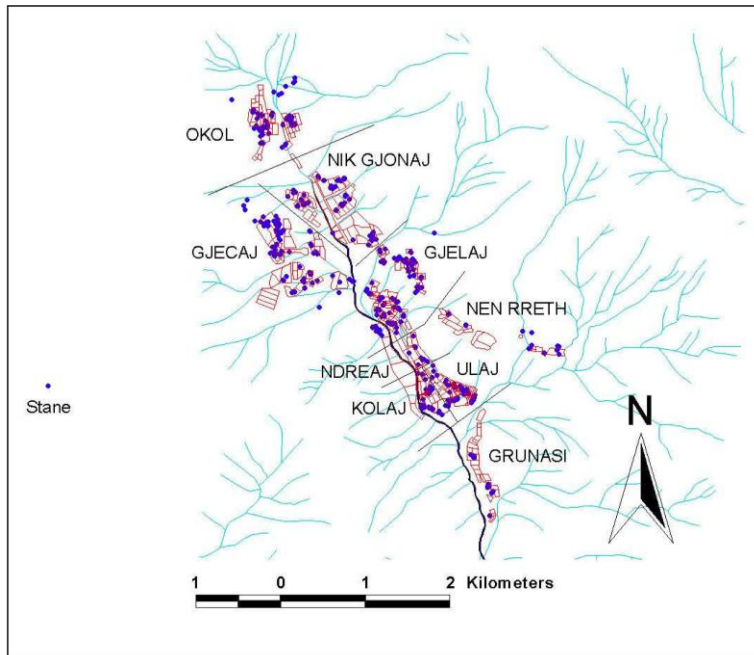 OKOL
NIK GJONAJ
GJECAJ
GJELAJ
NEN RRETH
NDREAJ
ULAJ
Stane
KOLAJ
N
GRUNASI
1 0 1 2 Kilometers